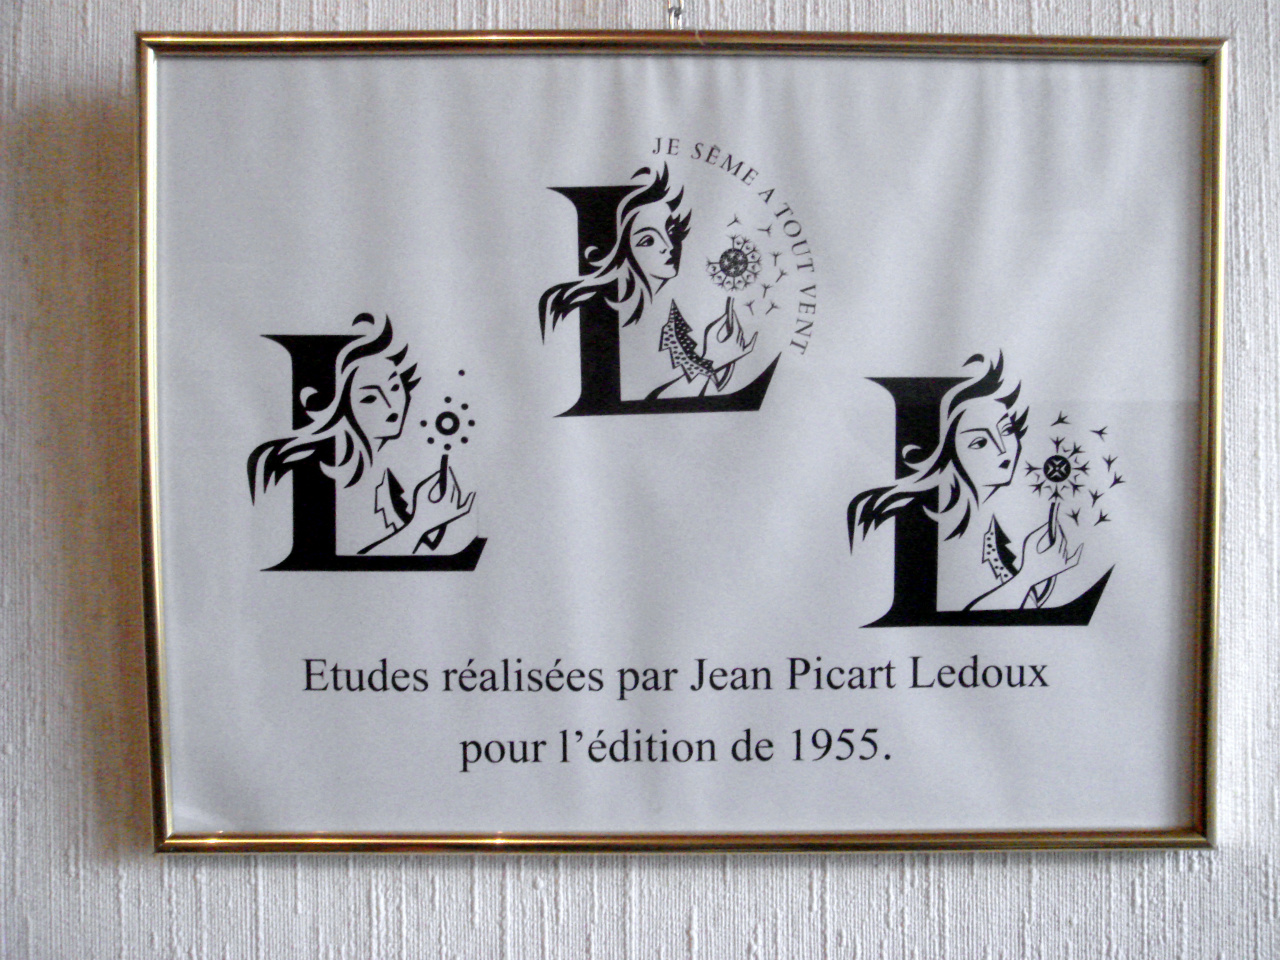 JE SÈME A TOUT VENT
L
L
L
Etudes réalisées par Jean Picart Ledoux
pour l’édition de 1955.